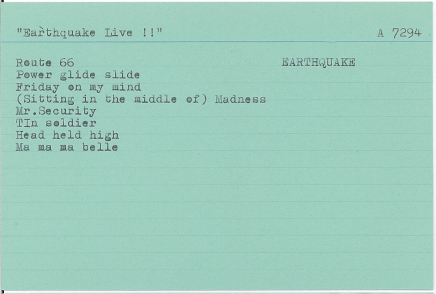 "Earthquake Live !!" A 7294
Route 66 EARTHQUAKE
Power glide slide
Friday on my mind
(Sitting in the middle of) Madness
Mr.Security
TIn soldier
Head held high
Ma ma ma belle